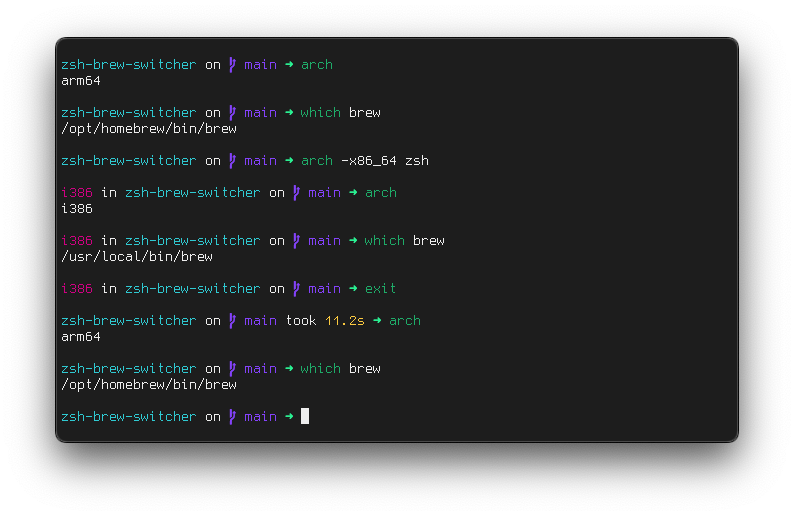 zsh-brew-switcher on main ➜ arch
arm64
zsh-brew-switcher on main ➜ which brew
/opt/homebrew/bin/brew
zsh-brew-switcher on main ➜ arch -x86_64 zsh
i386 in zsh-brew-switcher on main ➜ arch
i386
i386 in zsh-brew-switcher on main ➜ which brew
/usr/local/bin/brew
i386 in zsh-brew-switcher on main ➜ exit
zsh-brew-switcher on main took 11.2s ➜ arch
arm64
zsh-brew-switcher on main ➜ which brew
/opt/homebrew/bin/brew
zsh-brew-switcher on main ➜